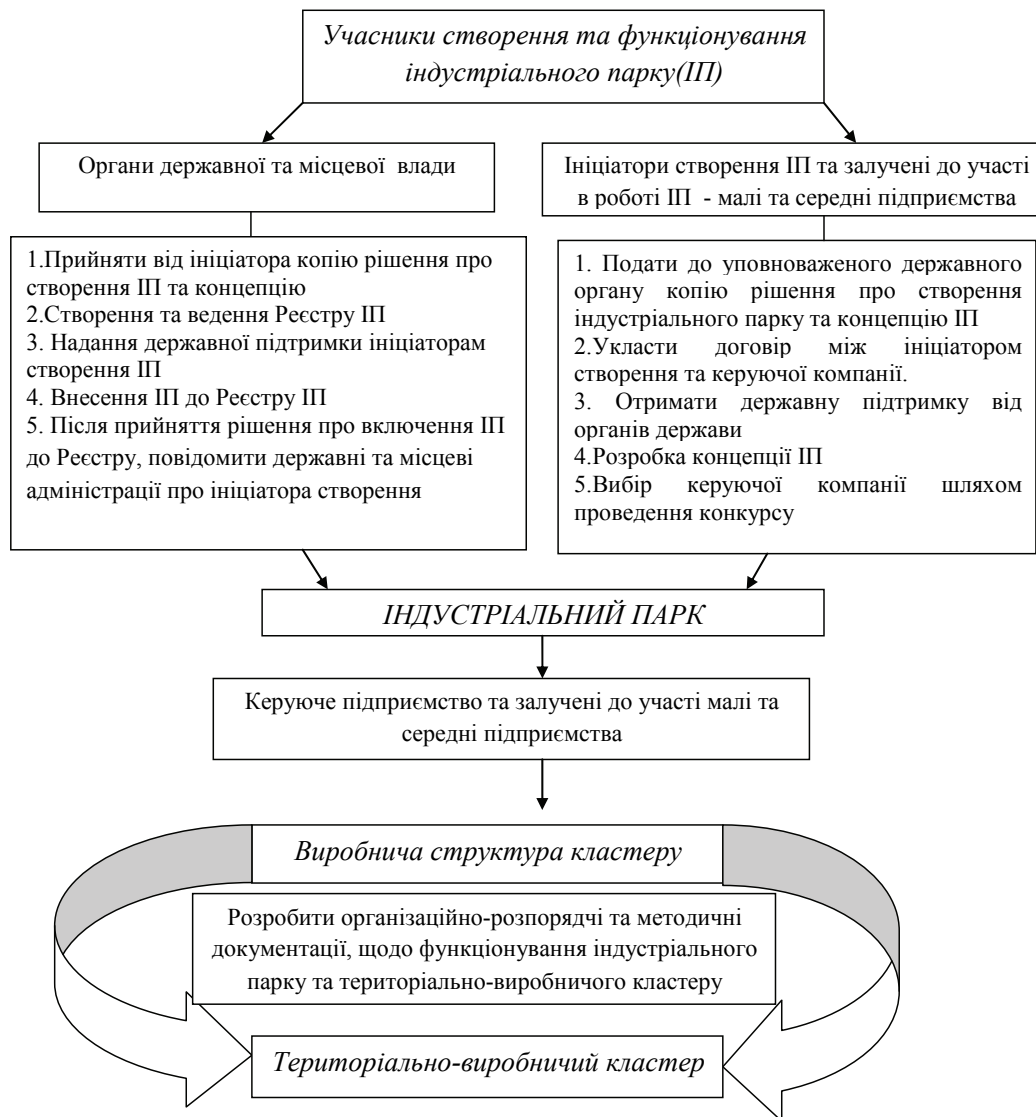 Учасники створення та функціонування
індустріального парку(ІП)
Органи державної та місцевої влади
Ініціатори створення ІП та залучені до участі
в роботі ІП - малі та середні підприємства
1.Прийняти від ініціатора копію рішення про
створення ІП та концепцію
2.Створення та ведення Реєстру ІП
3. Надання державної підтримки ініціаторам
створення ІП
4. Внесення ІП до Реєстру ІП
5. Після прийняття рішення про включення ІП
до Реєстру, повідомити державні та місцеві
адміністрації про ініціатора створення
1. Подати до уповноваженого державного
органу копію рішення про створення
індустріального парку та концепцію ІП
2.Укласти договір між ініціатором
створення та керуючої компанії.
3. Отримати державну підтримку від
органів держави
4.Розробка концепції ІП
5.Вибір керуючої компанії шляхом
проведення конкурсу
ІНДУСТРІАЛЬНИЙ ПАРК
Керуюче підприємство та залучені до участі малі та
середні підприємства
Виробнича структура кластеру
Розробити організаційно-розпорядчі та методичні
документації, щодо функціонування індустріального
парку та територіально-виробничого кластеру
Територіально-виробничий кластер